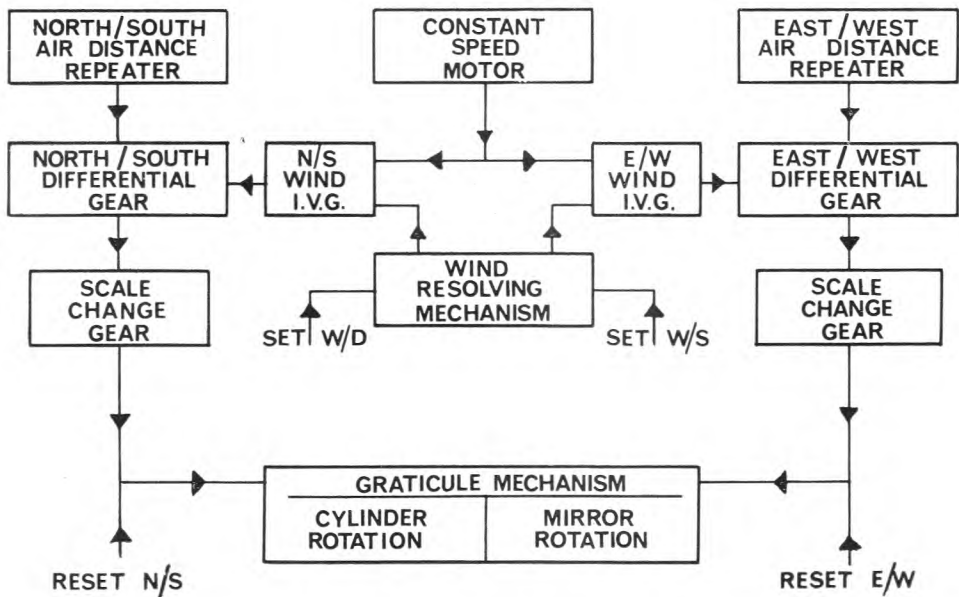 NORTH/SOUTH
AIR DISTANCE
REPEATER
CONSTANT
SPEED
MOTOR
EAST/WEST
AIR DISTANCE
REPEATER
NORTH/SOUTH
DIFFERENTIAL
GEAR
N/S
WIND
I.V.G.
E/W
WIND
I.V.G.
EAST/WEST
DIFFERENTIAL
GEAR
SCALE
CHANGE
GEAR
WIND
RESOLVING
MECHANISM
SCALE
CHANGE
GEAR
SET W/D
SET W/S
GRATICULE MECHANISM
CYLINDER
ROTATION
MIRROR
ROTATION
RESET N/S
RESET E/W